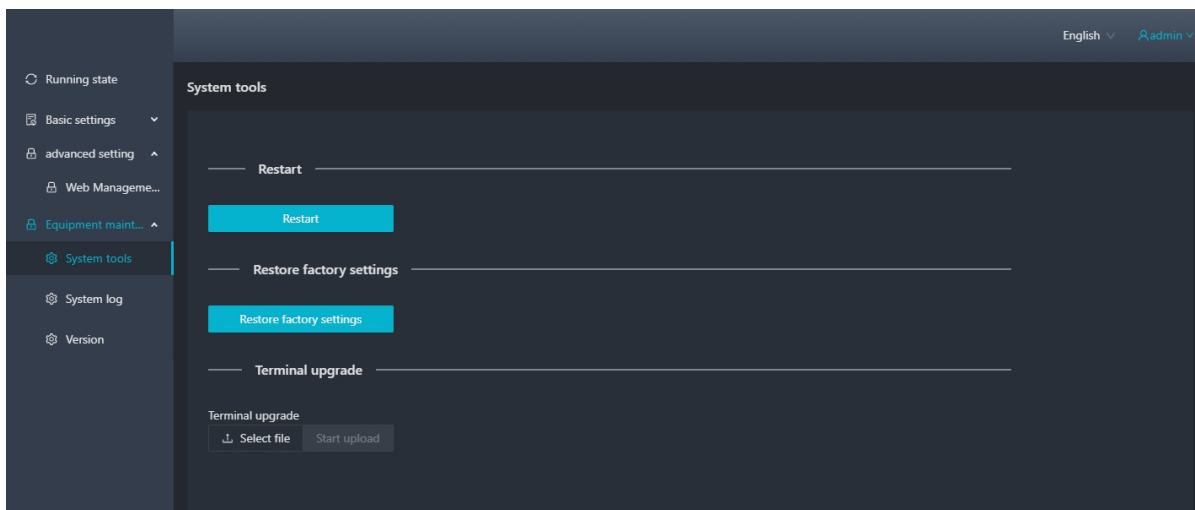 English
admin
Running state
Basic settings
advanced setting
Web Manageme...
Equipment maint...
System tools
System log
Version
System tools
Restart
Restart
Restore factory settings
Restore factory settings
Terminal upgrade
Terminal upgrade
Select file Start upload